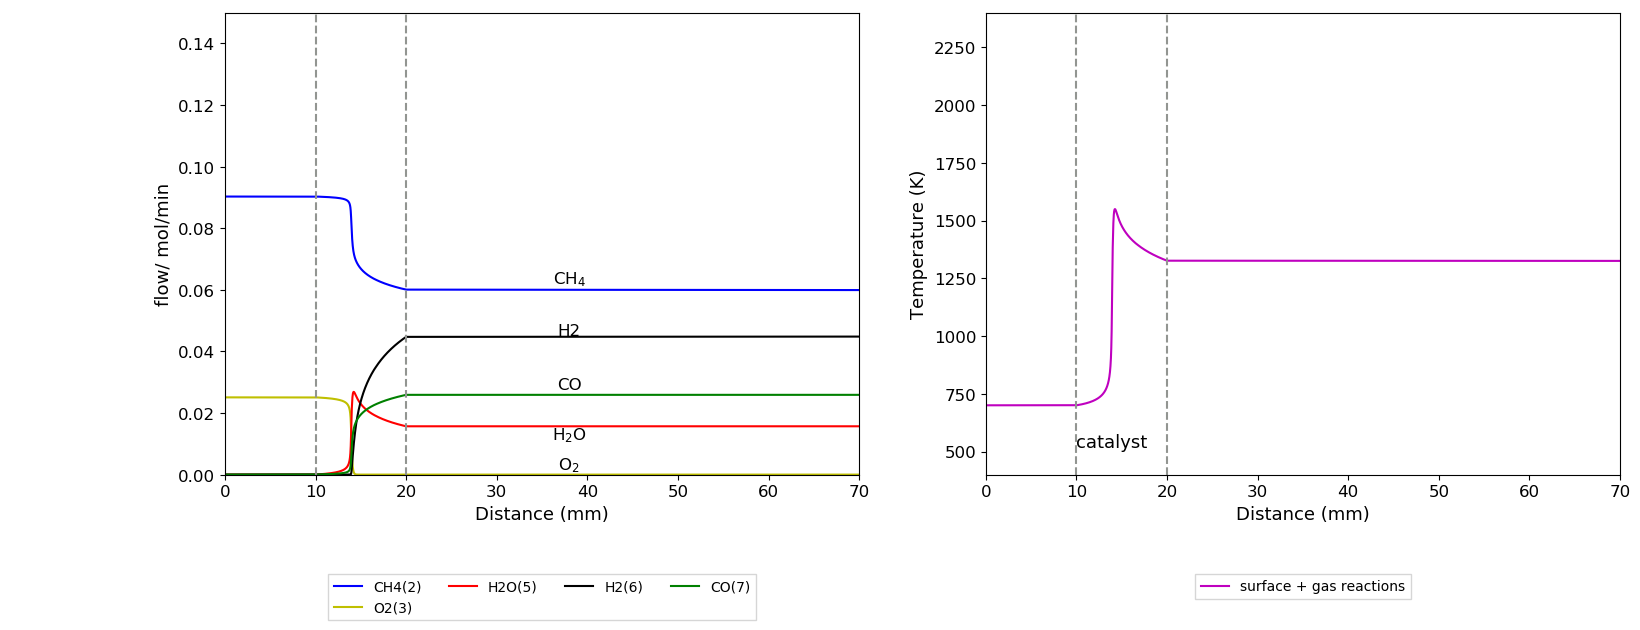 0.14
0.12
0.10
0.08
0.06
0.04
0.02
0.00
flow/ mol/min
CH₄
H2
CO
H₂O
O₂
0 10 20 30 40 50 60 70
Distance (mm)
CH4(2) H2O(5) H2(6) CO(7)
O2(3)
2250
2000
1750
1500
1250
1000
750
500
Temperature (K)
catalyst
0 10 20 30 40 50 60 70
Distance (mm)
surface + gas reactions